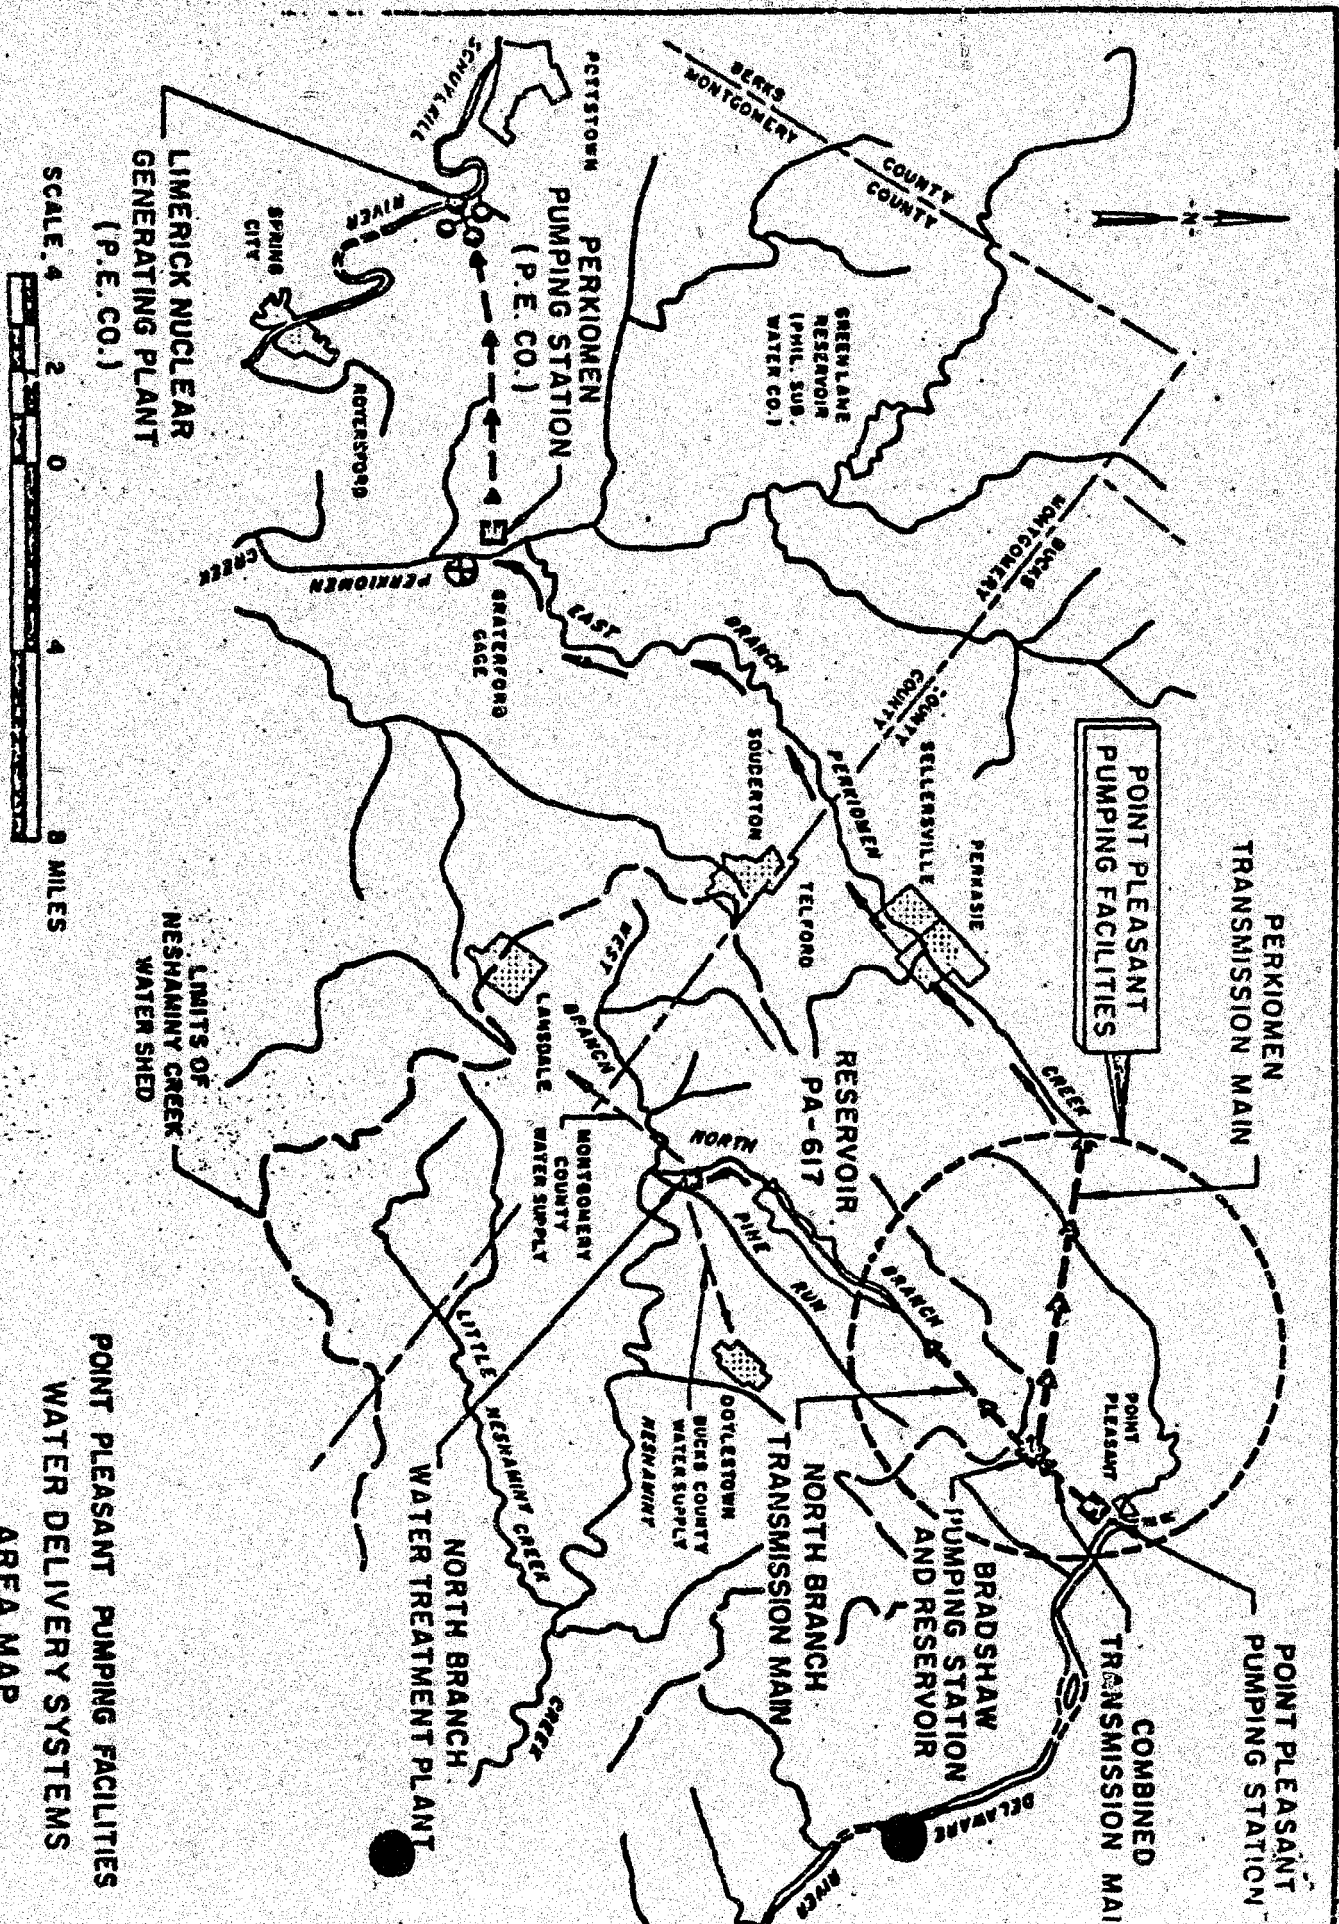 BERKS
MONTGOMERY
COUNTY
COUNTY
-N-
POTTSTOWN
SCHUYLKILL
RIVER
PERKIOMEN
PUMPING STATION
(P.E. CO.)
LIMERICK NUCLEAR
GENERATING PLANT
(P.E. CO.)
SPRING
CITY
ROYERSFORD
GREEN LANE
RESERVOIR
(PHIL. SUB.
WATER CO.)
MONTGOMERY
BUCKS
COUNTY
COUNTY
PERKIOMEN
CREEK
GRATERFORD
GAGE
EAST
BRANCH
PERKIOMEN
CREEK
SELLERSVILLE
PERKASIE
SOUDERTON
TELFORD
PERKIOMEN
TRANSMISSION MAIN
POINT PLEASANT
PUMPING FACILITIES
RESERVOIR
PA-617
WEST
BRANCH
LANSDALE
NORTH
BRANCH
PINE
RUN
MONTGOMERY
COUNTY
WATER SUPPLY
LIMITS OF
NESHAMINY CREEK
WATER SHED
POINT
PLEASANT
DOYLESTOWN
BUCKS COUNTY
WATER SUPPLY
NESHAMINY
CREEK
LITTLE
NESHAMINY CREEK
NORTH BRANCH
TRANSMISSION MAIN
BRADSHAW
PUMPING STATION
AND RESERVOIR
COMBINED
TRANSMISSION MAI
POINT PLEASANT
PUMPING STATION
NORTH BRANCH
WATER TREATMENT PLANT
DELAWARE
RIVER
SCALE 4 2 0 4 8 MILES
POINT PLEASANT PUMPING FACILITIES
WATER DELIVERY SYSTEMS
AREA MAP